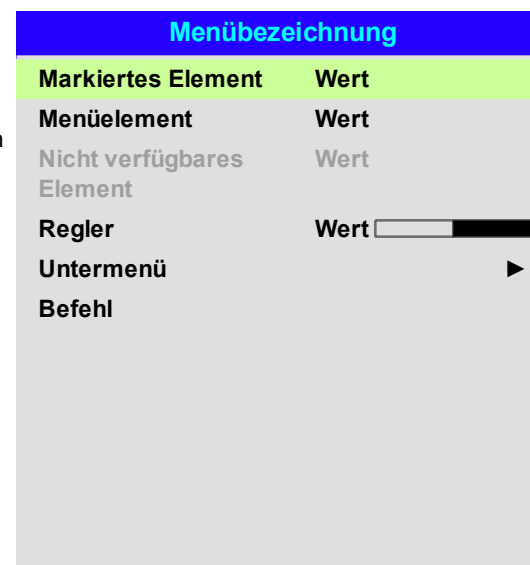 Menübezeichnung
Markiertes Element Wert
Menüelement Wert
Nicht verfügbares Wert
Element
Regler Wert
Untermenü ►
Befehl